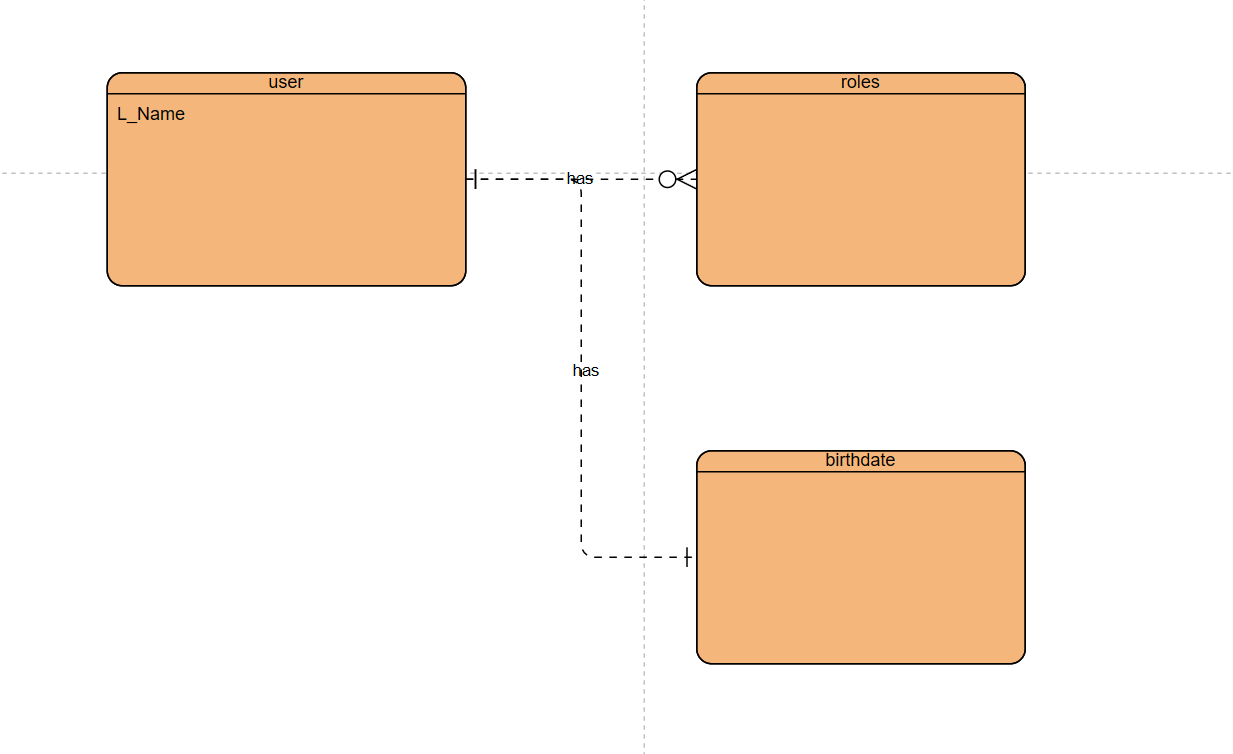 user
roles
L_Name
has
has
birthdate